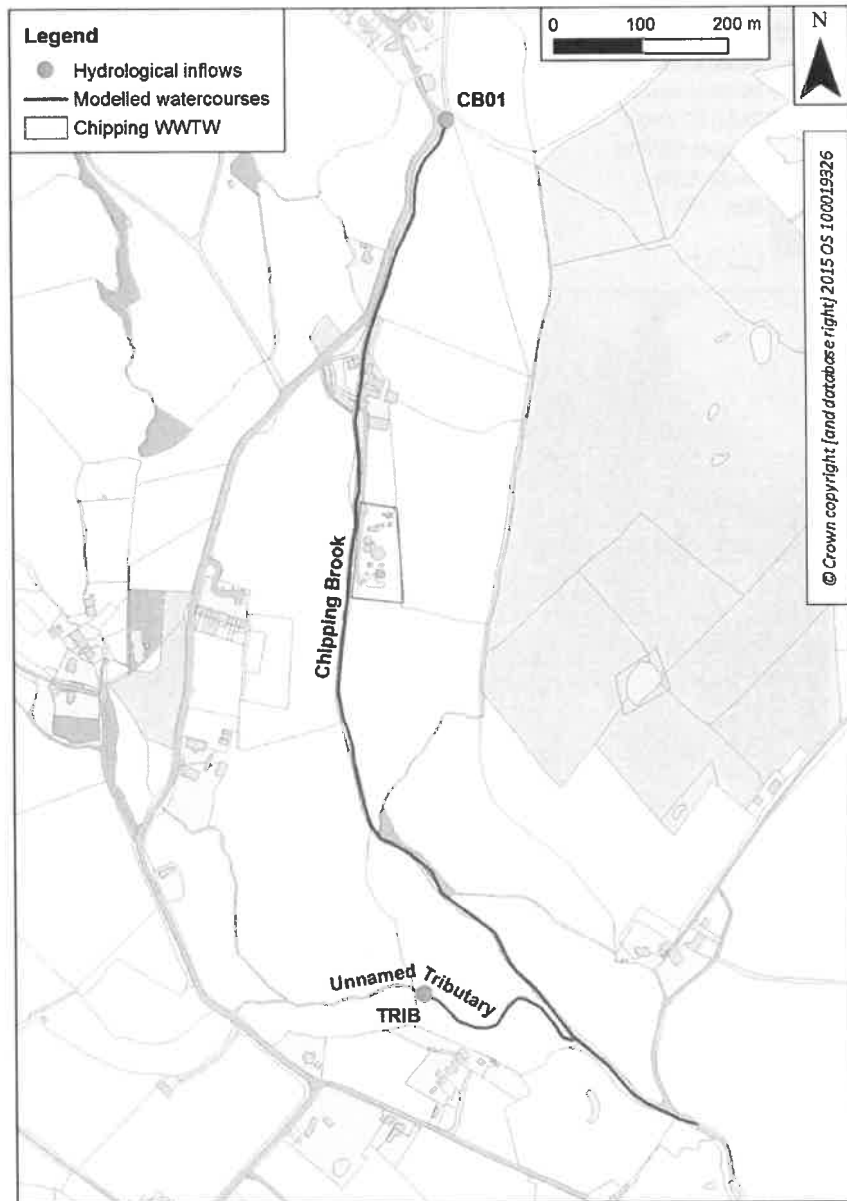 Legend
Hydrological inflows
Modelled watercourses
Chipping WWTW
0 100 200 m
N
CB01
© Crown copyright [and database right] 2015 OS 100019326
Chipping Brook
Unnamed Tributary
TRIB